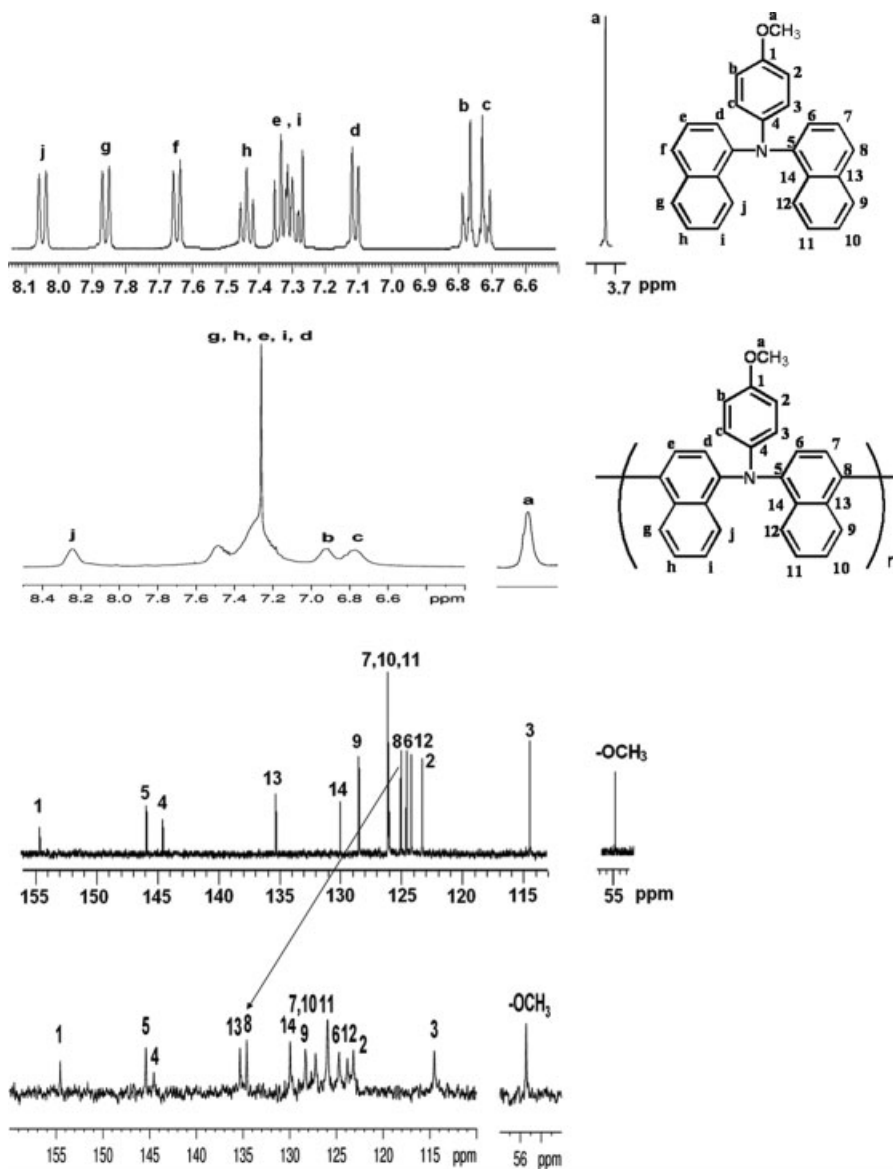 a
j
g
f
h
e , i
d
b
c
8.1 8.0 7.9 7.8 7.7 7.6 7.5 7.4 7.3 7.2 7.1 7.0 6.9 6.8 6.7 6.6
3.7 ppm
a
OCH3
1
b 2
c 3
4
e d 5 6 7
f N 8
14 13
g j 12 9
h i 11 10
g, h, e, i, d
j
b
c
a
8.4 8.2 8.0 7.8 7.6 7.4 7.2 7.0 6.8 6.6 ppm
a
OCH3
1
b 2
c 3
4
e d 5 6 7
N 8
14 13
g j 12 9
h i 11 10
n
7,10,11
1
5
4
13
14
9
8 6 12
2
3
-OCH3
155 150 145 140 135 130 125 120 115
55 ppm
1
5
4
13 8
14
9
7,10 11
6 12
2
3
-OCH3
155 150 145 140 135 130 125 120 115 110
ppm
56 ppm